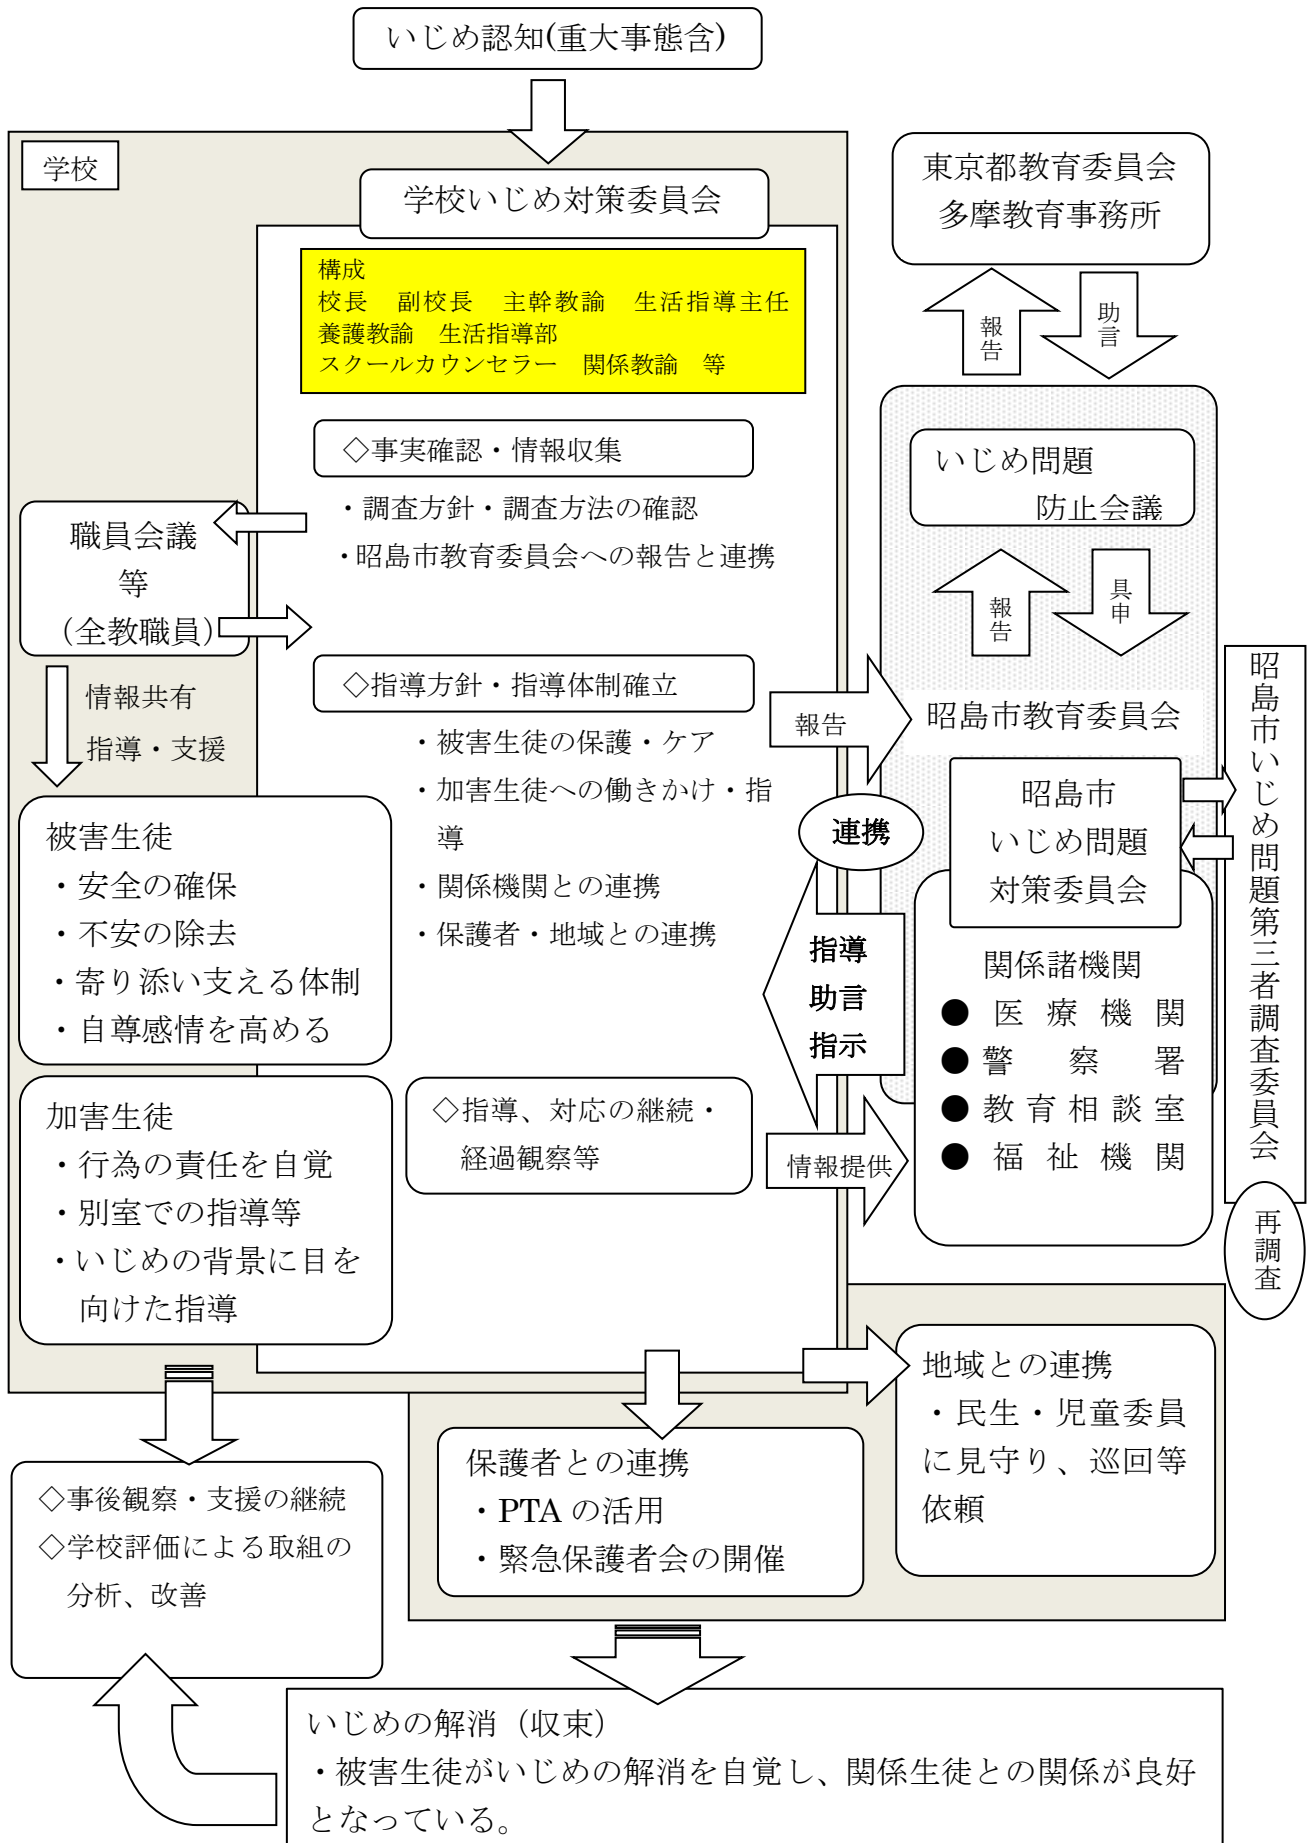 いじめ認知(重大事態含)
学校
学校いじめ対策委員会
構成
校長　副校長　主幹教諭　生活指導主任
養護教諭　生活指導部
スクールカウンセラー　関係教諭　等
◇事実確認・情報収集
・調査方針・調査方法の確認
・昭島市教育委員会への報告と連携
職員会議
等
（全教職員）
情報共有
指導・支援
◇指導方針・指導体制確立
・被害生徒の保護・ケア
・加害生徒への働きかけ・指
導
・関係機関との連携
・保護者・地域との連携
被害生徒
・安全の確保
・不安の除去
・寄り添い支える体制
・自尊感情を高める
加害生徒
・行為の責任を自覚
・別室での指導等
・いじめの背景に目を
向けた指導
◇指導、対応の継続・
経過観察等
東京都教育委員会
多摩教育事務所
報告
助言
いじめ問題
防止会議
報告
具申
報告
昭島市教育委員会
連携
昭島市
いじめ問題
対策委員会
指導
助言
指示
関係諸機関
●医療機関
●警察署
●教育相談室
●福祉機関
情報提供
昭島市いじめ問題第三者調査委員会
再調査
地域との連携
・民生・児童委員
に見守り、巡回等
依頼
保護者との連携
・PTA の活用
・緊急保護者会の開催
◇事後観察・支援の継続
◇学校評価による取組の
分析、改善
いじめの解消（収束）
・被害生徒がいじめの解消を自覚し、関係生徒との関係が良好
となっている。